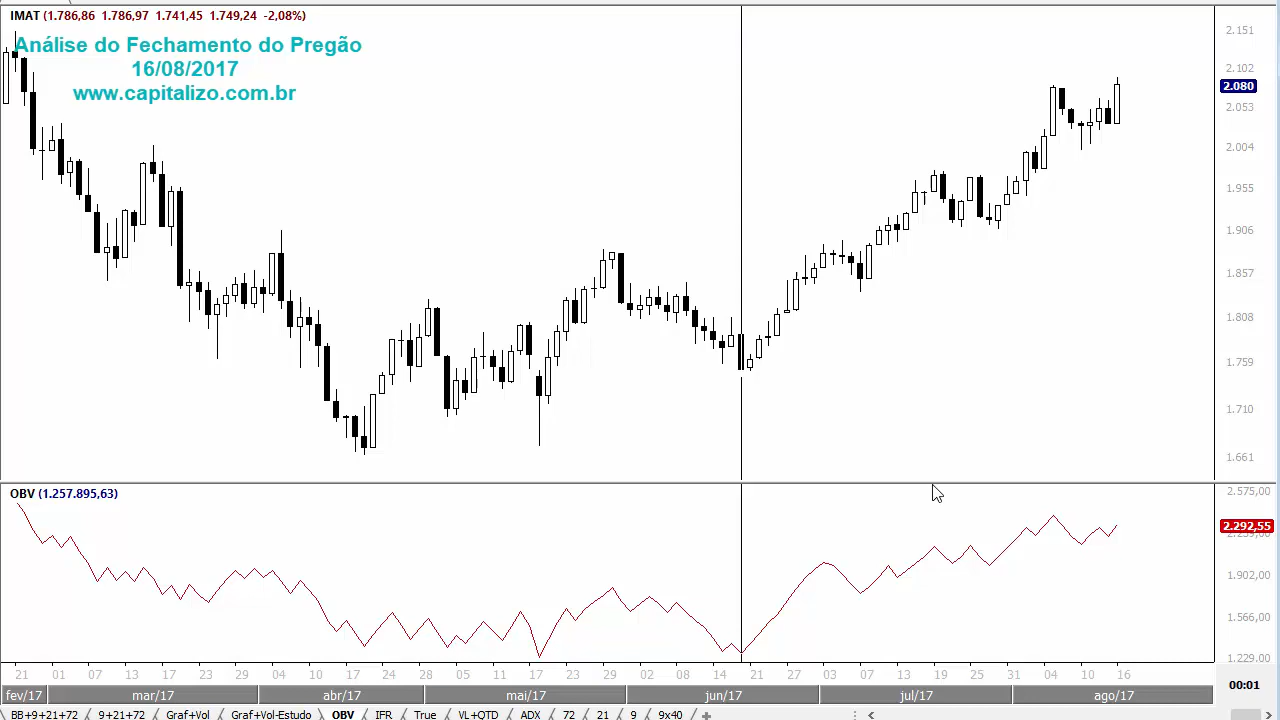 IMAT (1.786,86 1.786,97 1.741,45 1.749,24 -2,08%)
Análise do Fechamento do Pregão
16/08/2017
www.capitalizo.com.br
2.151
2.102
2.080
2.053
2.004
1.955
1.906
1.857
1.808
1.759
1.710
1.661
OBV (1.257.895,63)
2.575,00
2.292,55
1.902,00
1.566,00
1.229,00
21 01 07 13 17 23 29 04 10 17 20 28 05 11 17 23 29 02 08 14 21 27 03 07 13 19 25 31 04 10 16
fev/17 mar/17 abr/17 mai/17 jun/17 jul/17 ago/17
00:01
BB+9+21+72 9+21+72 Graf+Vol Graf+Vol-Estudo OBV IFR True VL+QTD ADX 72 21 9 9x40